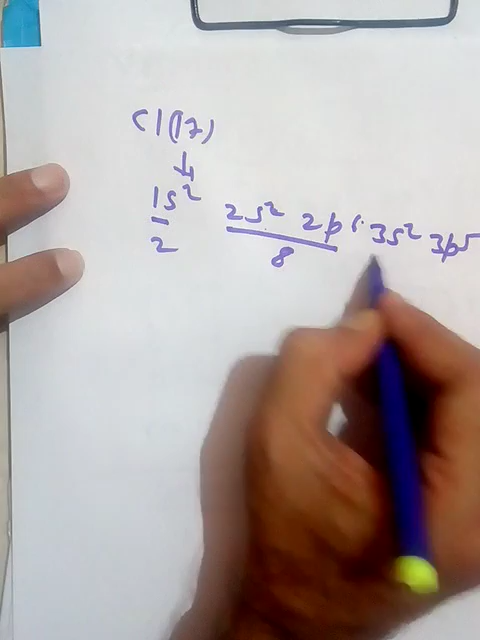 Cl(17)
↓
1s² 2s² 2p⁶ 3s² 3p⁵
2 8